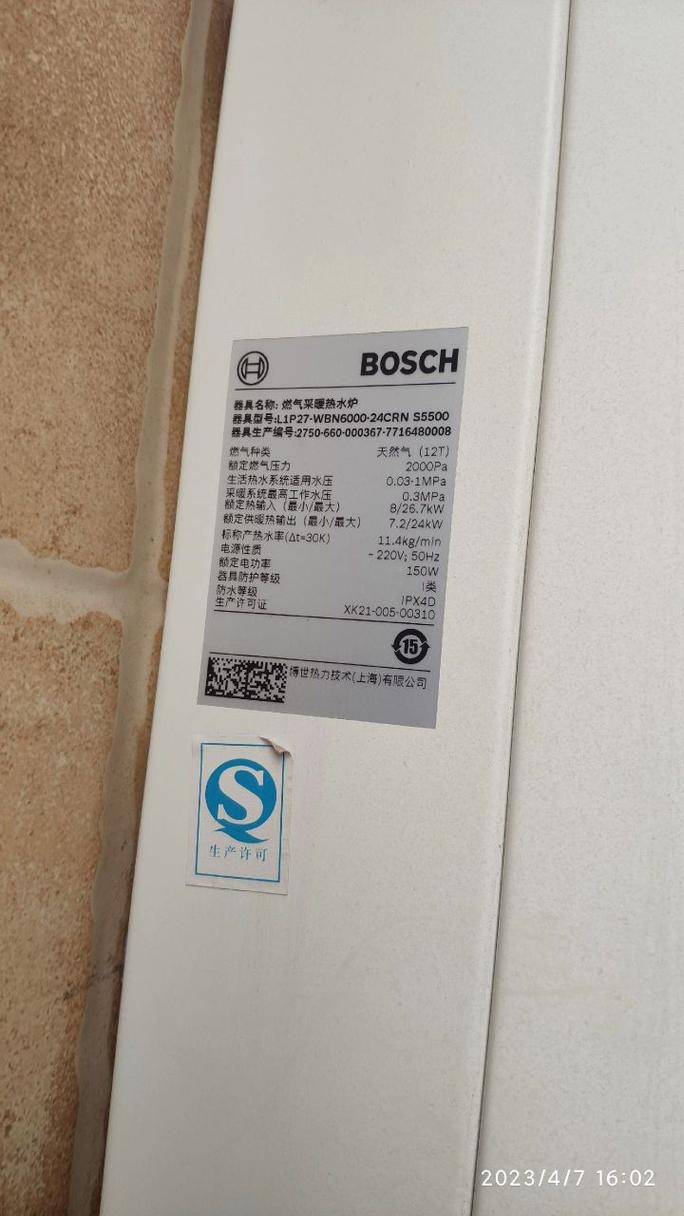 BOSCH
器具名称: 燃气采暖热水炉
器具型号:L1P27-WBN6000-24CRN S5500
器具生产编号:2750-660-000367-7716480008
燃气种类 天然气 (12T)
额定燃气压力 2000Pa
生活热水系统适用水压 0.03-1MPa
采暖系统最高工作水压 0.3MPa
额定热输入 (最小/最大) 8/26.7kW
额定供暖热输出 (最小/最大) 7.2/24kW
标称产热水率(Δt=30K) 11.4kg/min
电源性质 ~220V; 50Hz
额定电功率 150W
器具防护等级 I类
防水等级 IPX4D
生产许可证 XK21-005-00310
15
博世热力技术(上海)有限公司
S
生产许可
2023/4/7 16:02